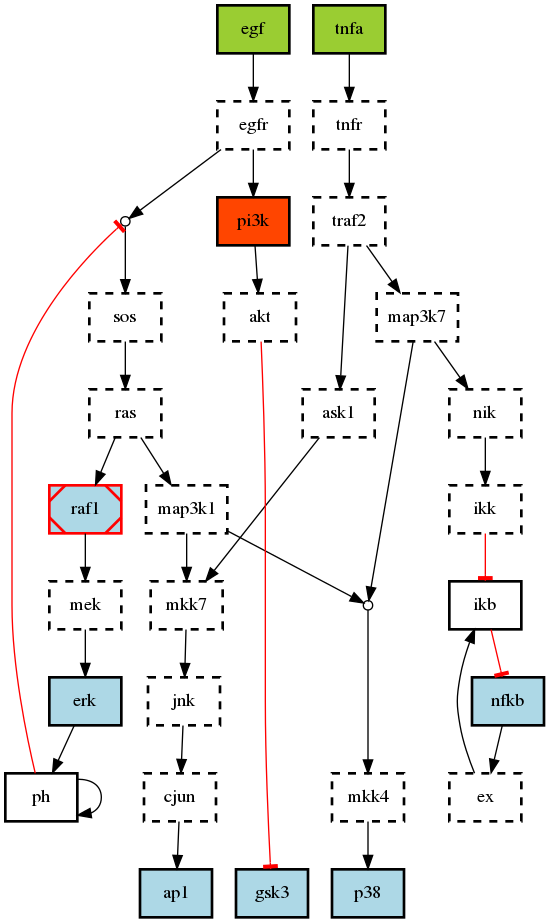 egf
tnfa
egfr
tnfr
pi3k
traf2
sos
akt
map3k7
ras
ask1
nik
raf1
map3k1
ikk
mek
mkk7
ikb
erk
jnk
nfkb
ph
cjun
mkk4
ex
ap1
gsk3
p38